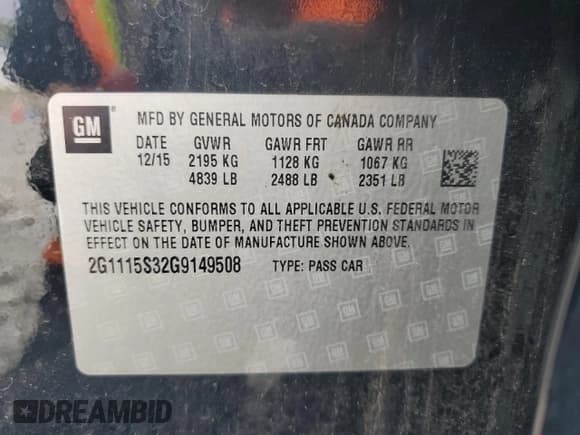 GM
®
MFD BY GENERAL MOTORS OF CANADA COMPANY
DATE GVWR GAWR FRT GAWR RR
12/15 2195 KG 1128 KG 1067 KG
4839 LB 2488 LB 2351 LB
THIS VEHICLE CONFORMS TO ALL APPLICABLE U.S. FEDERAL MOTOR
VEHICLE SAFETY, BUMPER, AND THEFT PREVENTION STANDARDS IN
EFFECT ON THE DATE OF MANUFACTURE SHOWN ABOVE.
2G1115S32G9149508 TYPE: PASS CAR
DREAMBID